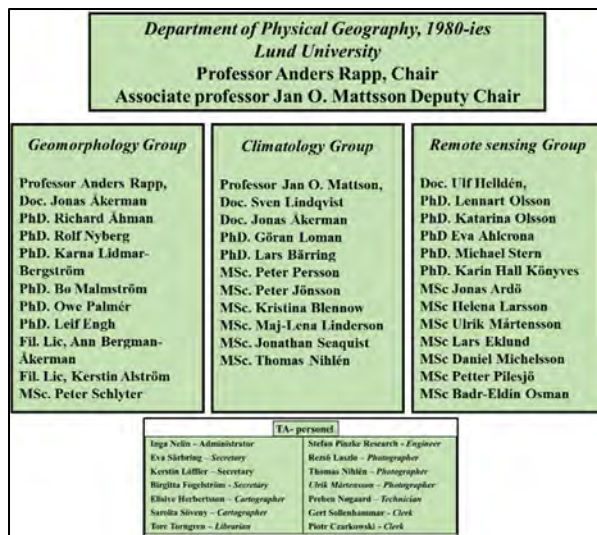 Department of Physical Geography, 1980-ies
Lund University
Professor Anders Rapp, Chair
Associate professor Jan O. Mattsson Deputy Chair
Geomorphology Group
Professor Anders Rapp,
Doc. Jonas Åkerman
PhD. Richard Åhman
PhD. Rolf Nyberg
PhD. Karna Lidmar-
Bergström
PhD. Bo Malmström
PhD. Owe Palmér
PhD. Leif Engh
Fil. Lic, Ann Bergman-
Åkerman
Fil. Lic, Kerstin Alström
MSc. Peter Schlyter
Climatology Group
Professor Jan O. Mattson,
Doc. Sven Lindqvist
Doc. Jonas Åkerman
PhD. Göran Loman
PhD. Lars Bärring
MSc. Peter Persson
MSc. Peter Jönsson
MSc. Kristina Blennow
MSc. Maj-Lena Linderson
MSc. Jonathan Seaquist
MSc. Thomas Nihlén
Remote sensing Group
Doc. Ulf Helldén,
PhD. Lennart Olsson
PhD. Katarina Olsson
PhD Eva Ahlcrona
PhD. Michael Stern
PhD. Karin Hall Könyves
MSc Jonas Ardö
MSc Helena Larsson
MSc Ulrik Mårtensson
MSc Lars Eklund
MSc Daniel Michelsson
MSc Petter Pilesjö
MSc Badr-Eldin Osman
TA- personel
Inga Nelin – Administrator
Eva Särbring – Secretary
Kerstin Löffler – Secretary
Birgitta Fogelström – Secretary
Elisive Herbertsson – Cartographer
Sarolta Söveny – Cartographer
Tore Torngren – Librarian
Stefan Pinzke Research - Engineer
Rezső Laszlo – Photographer
Thomas Nihlén – Photographer
Ulrik Mårtensson – Photographer
Preben Nøgaard – Technician
Gert Sollenhammar – Clerk
Piotr Czarkowski – Clerk